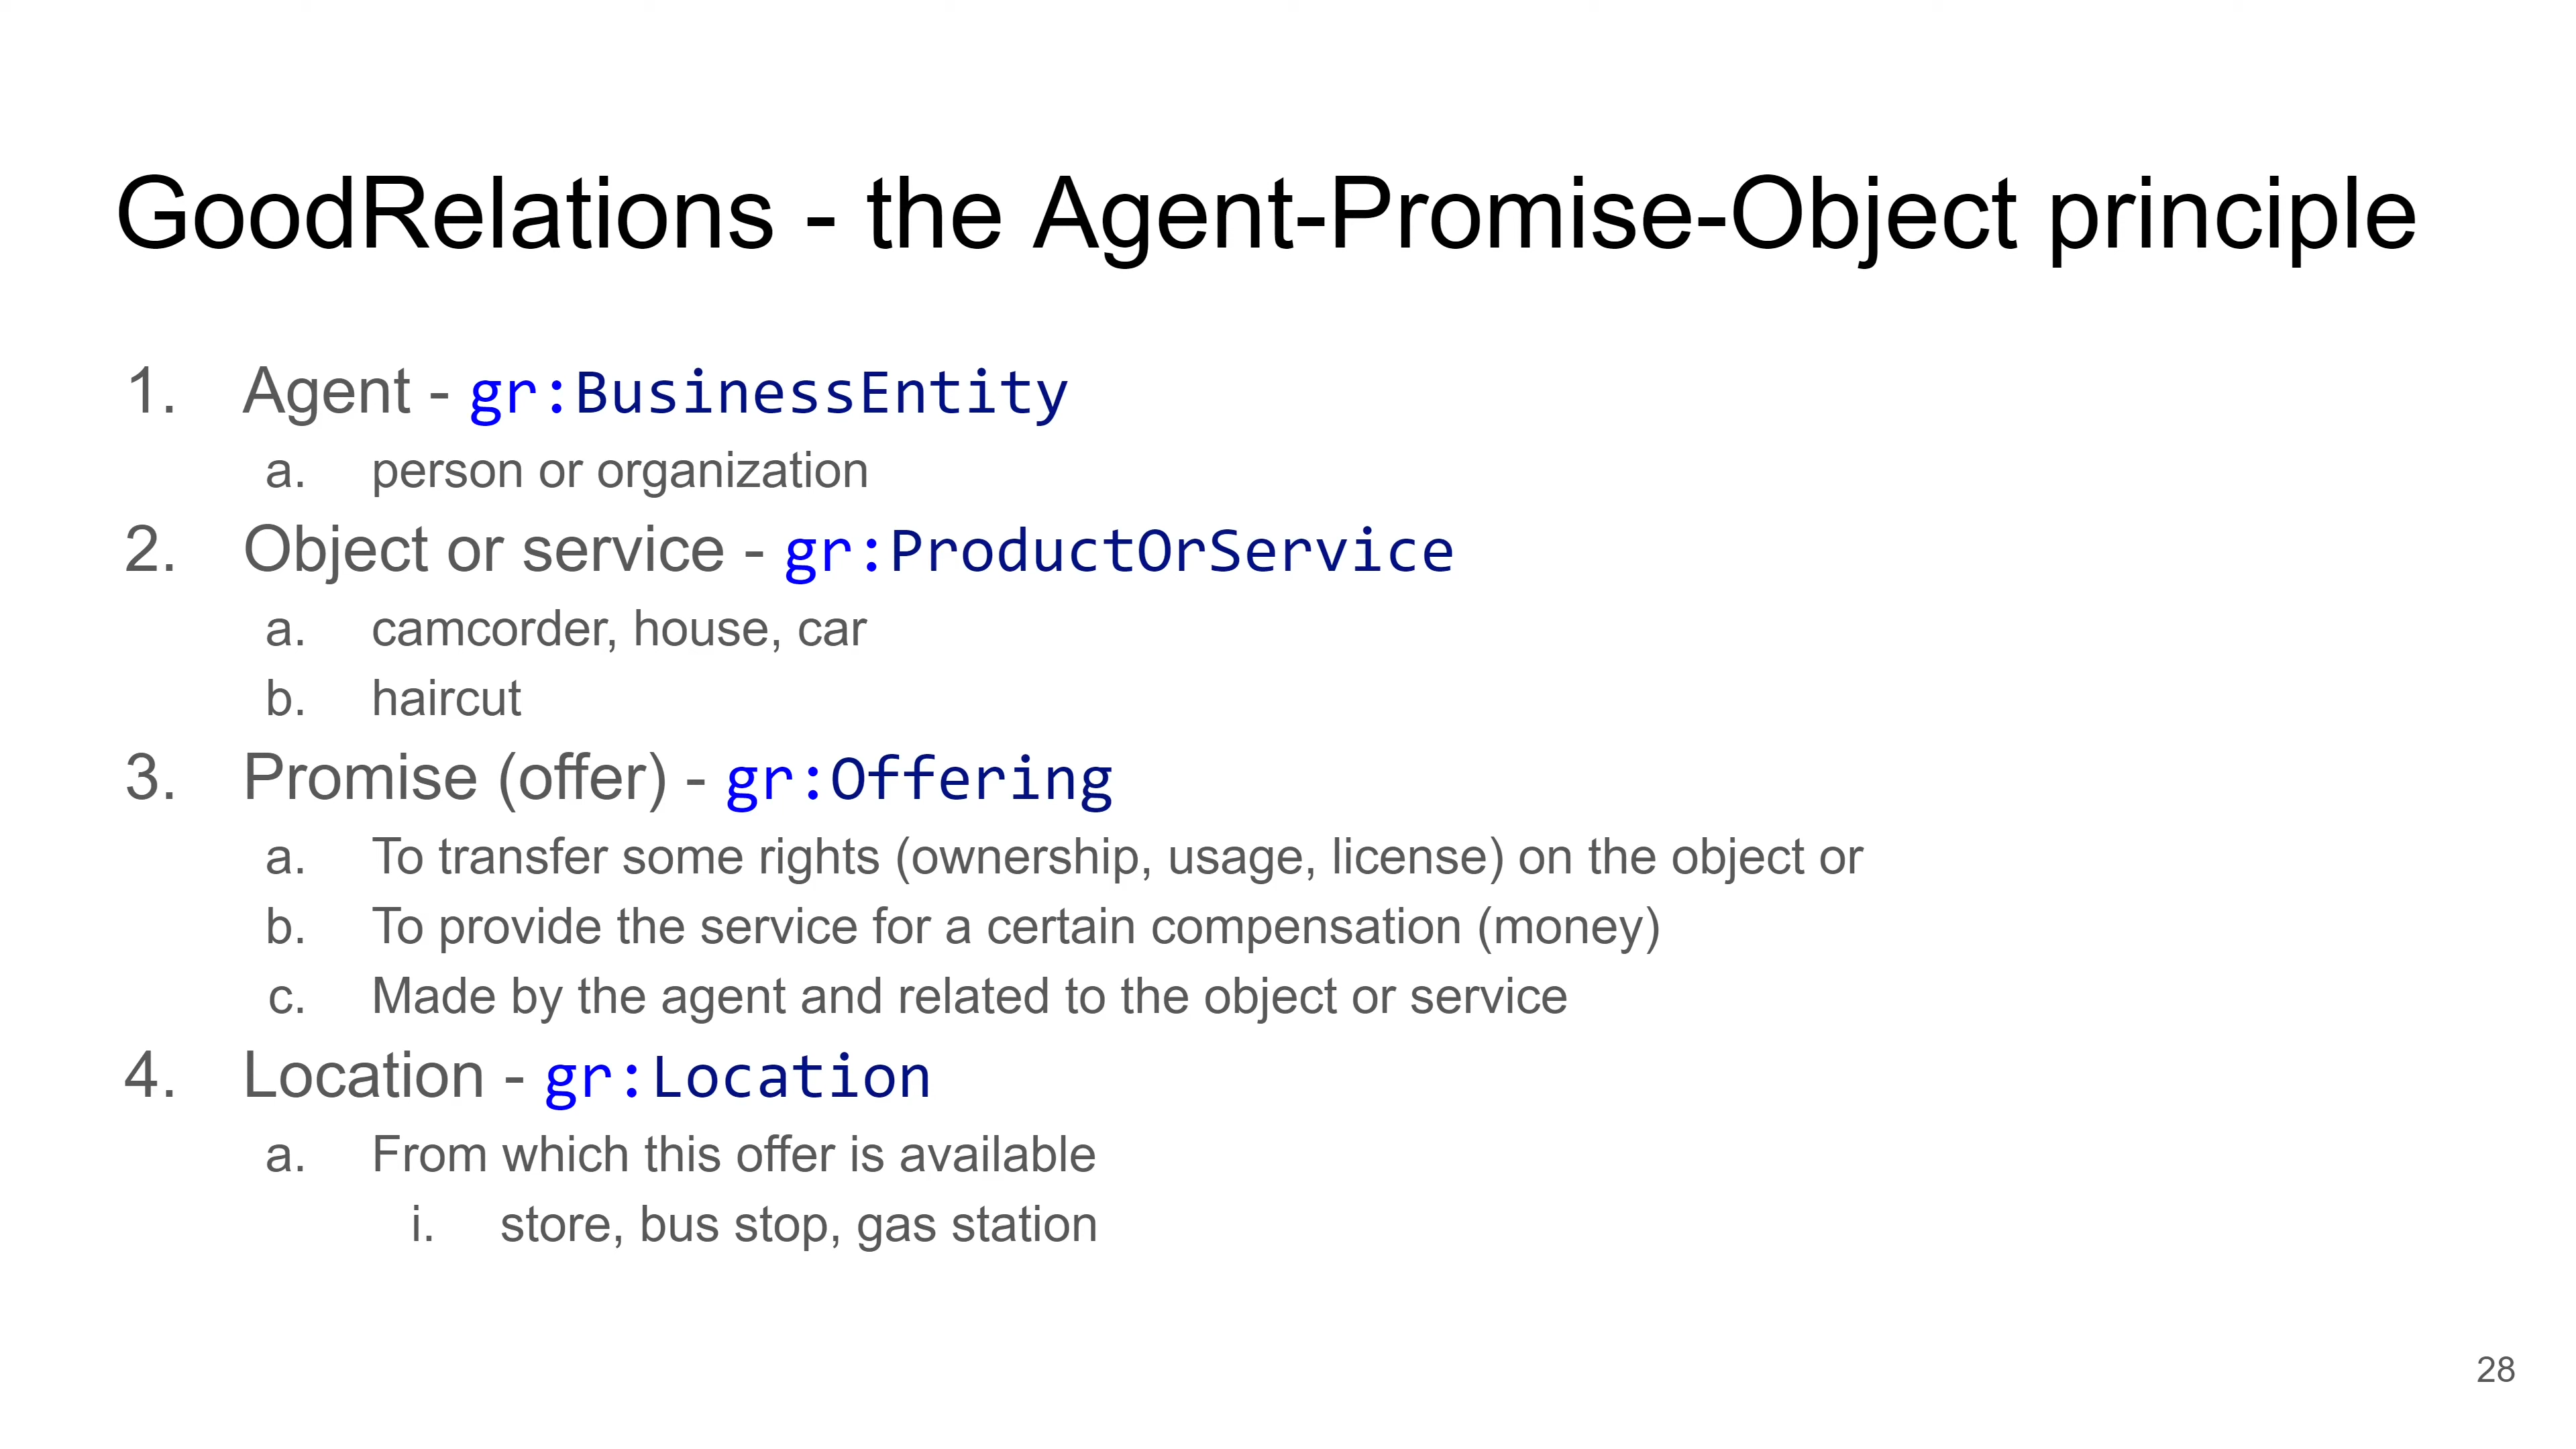 GoodRelations - the Agent-Promise-Object principle
1. Agent - gr:BusinessEntity
a. person or organization
2. Object or service - gr:ProductOrService
a. camcorder, house, car
b. haircut
3. Promise (offer) - gr:Offering
a. To transfer some rights (ownership, usage, license) on the object or
b. To provide the service for a certain compensation (money)
c. Made by the agent and related to the object or service
4. Location - gr:Location
a. From which this offer is available
i. store, bus stop, gas station
28